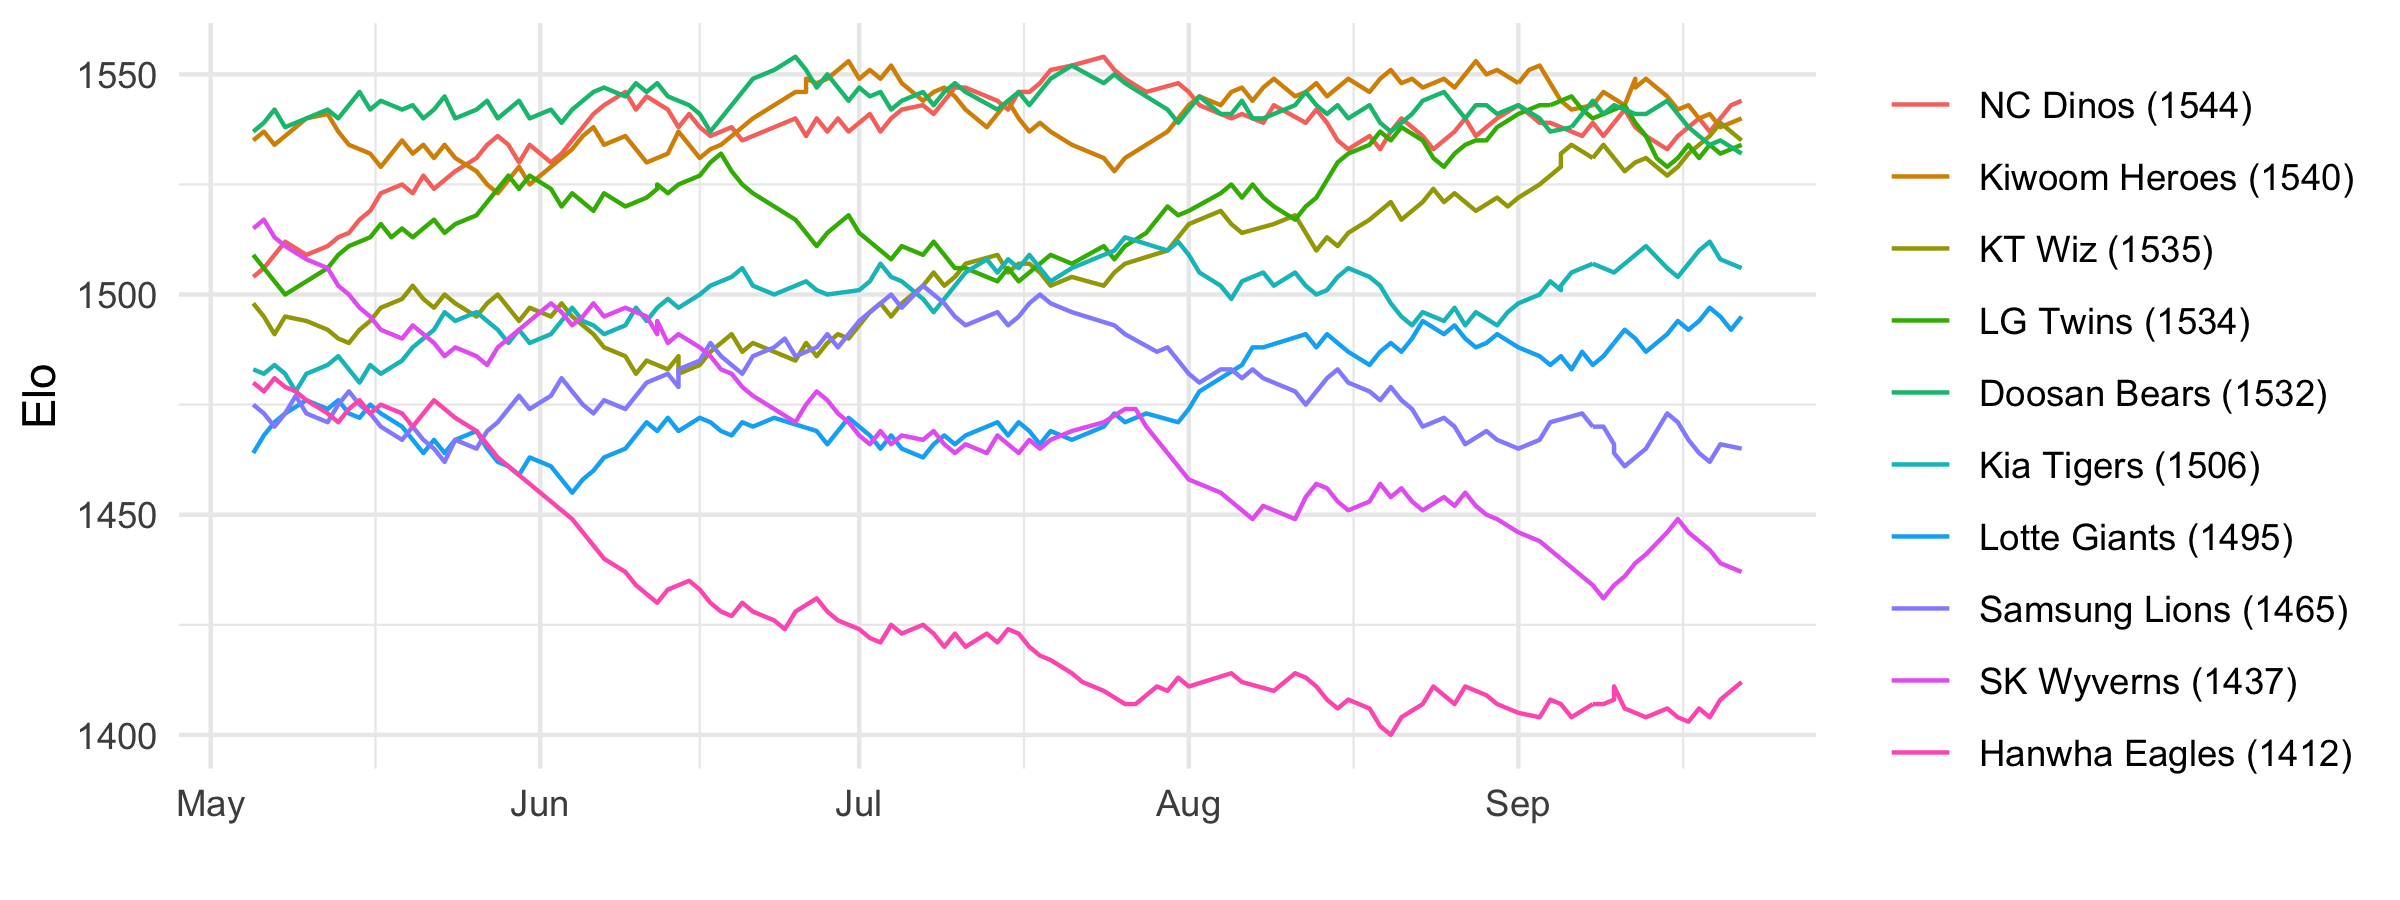 Elo
1550
1500
1450
1400
May
Jun
Jul
Aug
Sep
NC Dinos (1544)
Kiwoom Heroes (1540)
KT Wiz (1535)
LG Twins (1534)
Doosan Bears (1532)
Kia Tigers (1506)
Lotte Giants (1495)
Samsung Lions (1465)
SK Wyverns (1437)
Hanwha Eagles (1412)